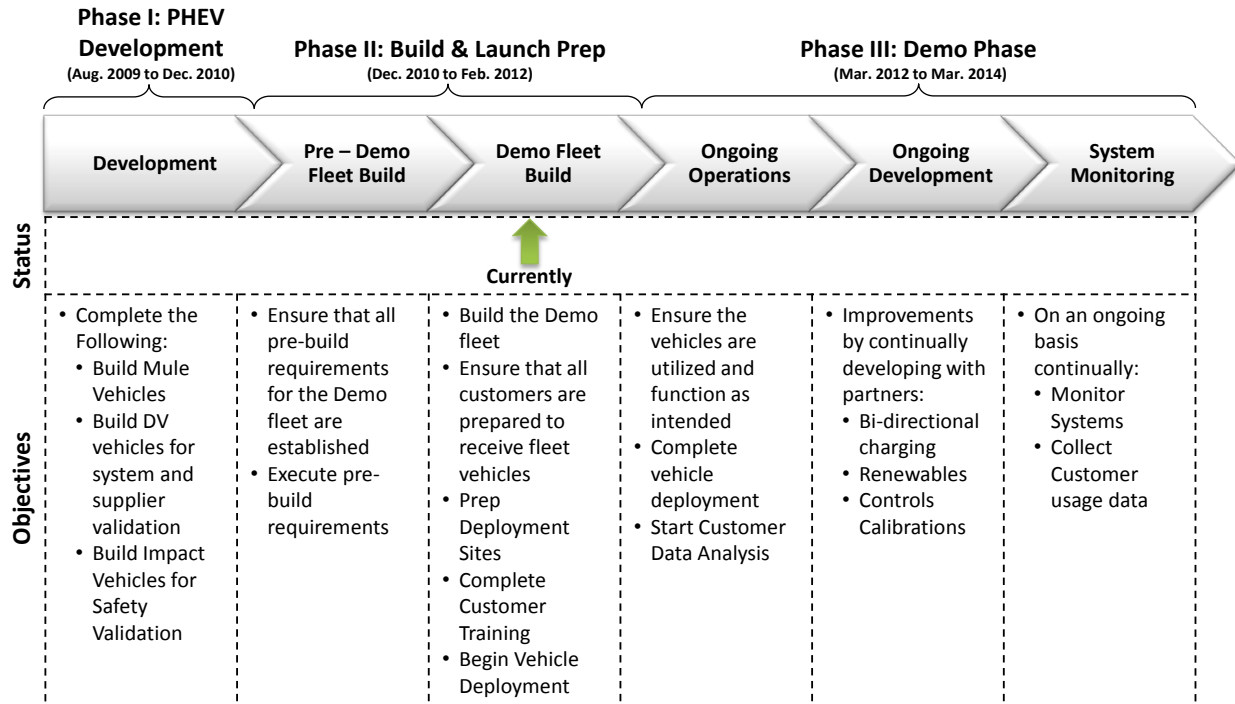 Phase I: PHEV
Development
(Aug. 2009 to Dec. 2010)
Phase II: Build & Launch Prep
(Dec. 2010 to Feb. 2012)
Phase III: Demo Phase
(Mar. 2012 to Mar. 2014)
Development
Pre – Demo
Fleet Build
Demo Fleet
Build
Ongoing
Operations
Ongoing
Development
System
Monitoring
Status
Currently
Objectives
• Complete the
Following:
• Build Mule
Vehicles
• Build DV
vehicles for
system and
supplier
validation
• Build Impact
Vehicles for
Safety
Validation
• Ensure that all
pre-build
requirements
for the Demo
fleet are
established
• Execute pre-
build
requirements
• Build the Demo
fleet
• Ensure that all
customers are
prepared to
receive fleet
vehicles
• Prep
Deployment
Sites
• Complete
Customer
Training
• Begin Vehicle
Deployment
• Ensure the
vehicles are
utilized and
function as
intended
• Complete
vehicle
deployment
• Start Customer
Data Analysis
• Improvements
by continually
developing with
partners:
• Bi-directional
charging
• Renewables
• Controls
Calibrations
• On an ongoing
basis
continually:
• Monitor
Systems
• Collect
Customer
usage data